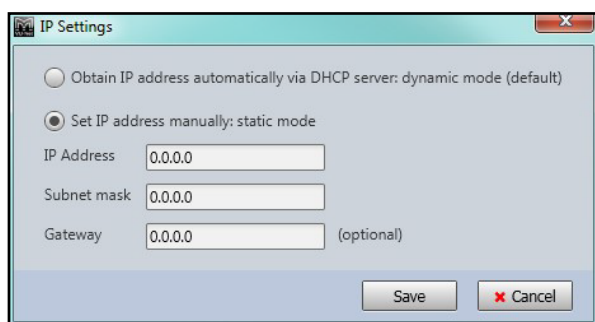 IP Settings
Obtain IP address automatically via DHCP server: dynamic mode (default)
Set IP address manually: static mode
IP Address 0.0.0.0
Subnet mask 0.0.0.0
Gateway 0.0.0.0 (optional)
Save Cancel